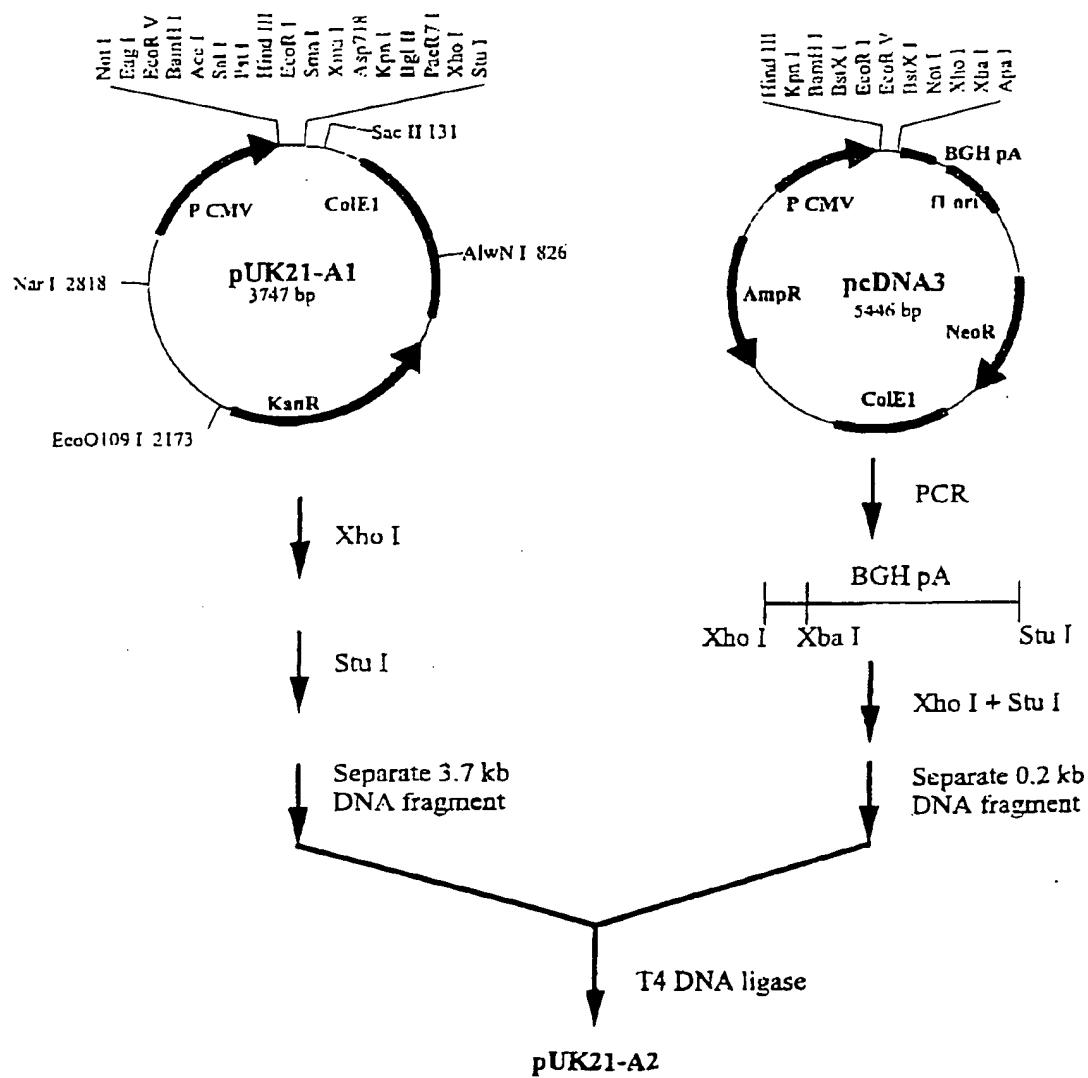 Not I
Eag I
EcoR V
BamH I
Acc I
Sal I
Pst I
Hind III
EcoR I
Sma I
Xma I
Asp718
Kpn I
Bgl II
PaeR7 I
Xho I
Stu I
Hind III
Kpn I
BamH I
BstX I
EcoR I
EcoR V
BstX I
Not I
Xho I
Xba I
Apa I
Sac II 131
P CMV
ColE1
AlwN I 826
pUK21-A1
3747 bp
Nar I 2818
KanR
EcoO109 I 2173
BGH pA
P CMV
f1 ori
AmpR
pcDNA3
5446 bp
NeoR
ColE1
Xho I
Stu I
Separate 3.7 kb
DNA fragment
PCR
BGH pA
Xho I
Xba I
Stu I
Xho I + Stu I
Separate 0.2 kb
DNA fragment
T4 DNA ligase
pUK21-A2